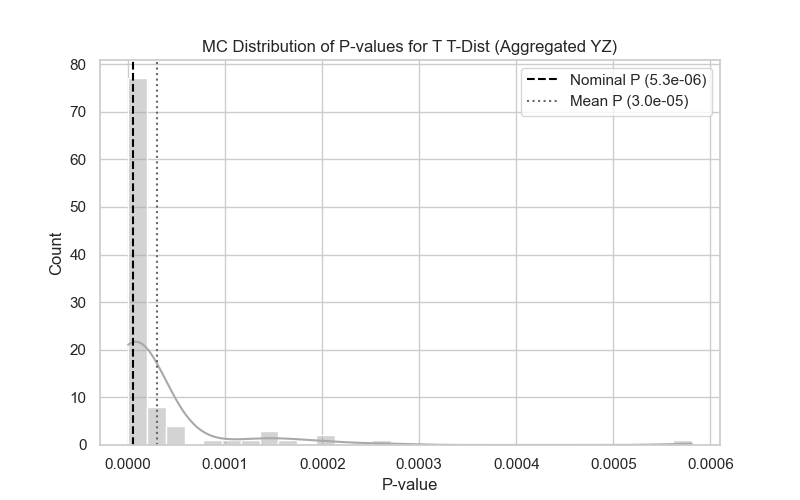 MC Distribution of P-values for T T-Dist (Aggregated YZ)
Nominal P (5.3e-06)
Mean P (3.0e-05)
80
70
60
50
40
30
20
10
0
Count
0.0000 0.0001 0.0002 0.0003 0.0004 0.0005 0.0006
P-value